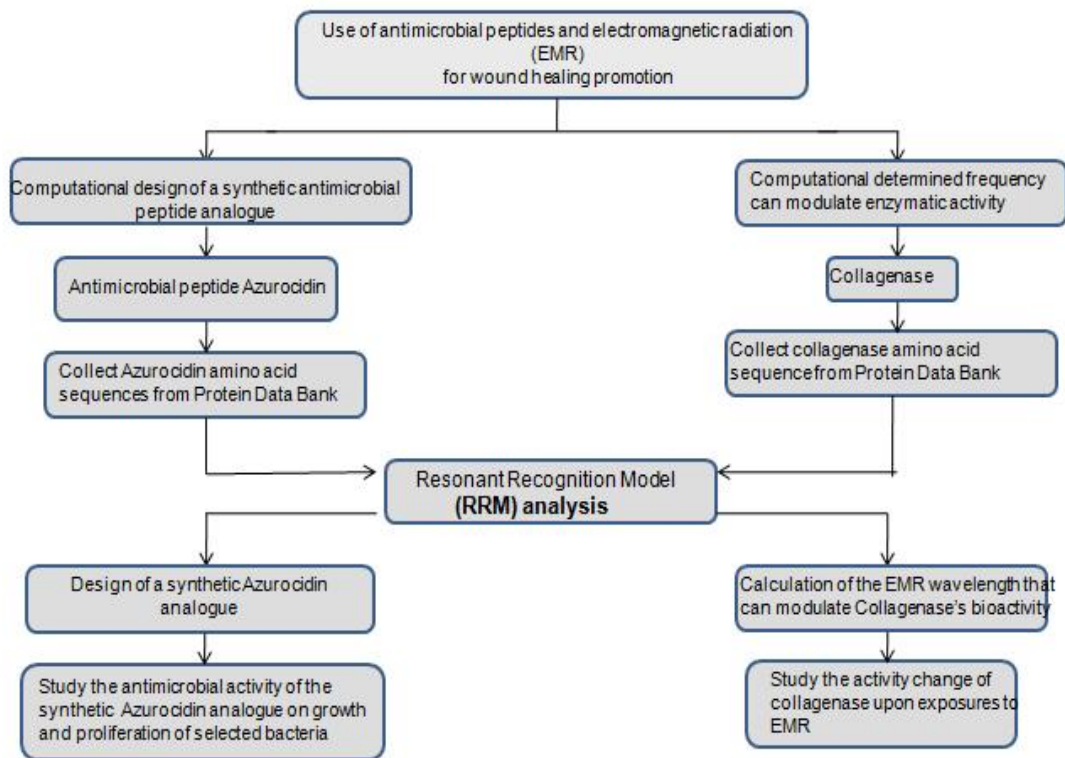 Use of antimicrobial peptides and electromagnetic radiation
(EMR)
for wound healing promotion
Computational design of a synthetic antimicrobial
peptide analogue
Computational determined frequency
can modulate enzymatic activity
Antimicrobial peptide Azurocidin
Collagenase
Collect Azurocidin amino acid
sequences from Protein Data Bank
Collect collagenase amino acid
sequence from Protein Data Bank
Resonant Recognition Model
(RRM) analysis
Design of a synthetic Azurocidin
analogue
Calculation of the EMR wavelength that
can modulate Collagenase's bioactivity
Study the antimicrobial activity of the
synthetic Azurocidin analogue on growth
and proliferation of selected bacteria
Study the activity change of
collagenase upon exposures to
EMR